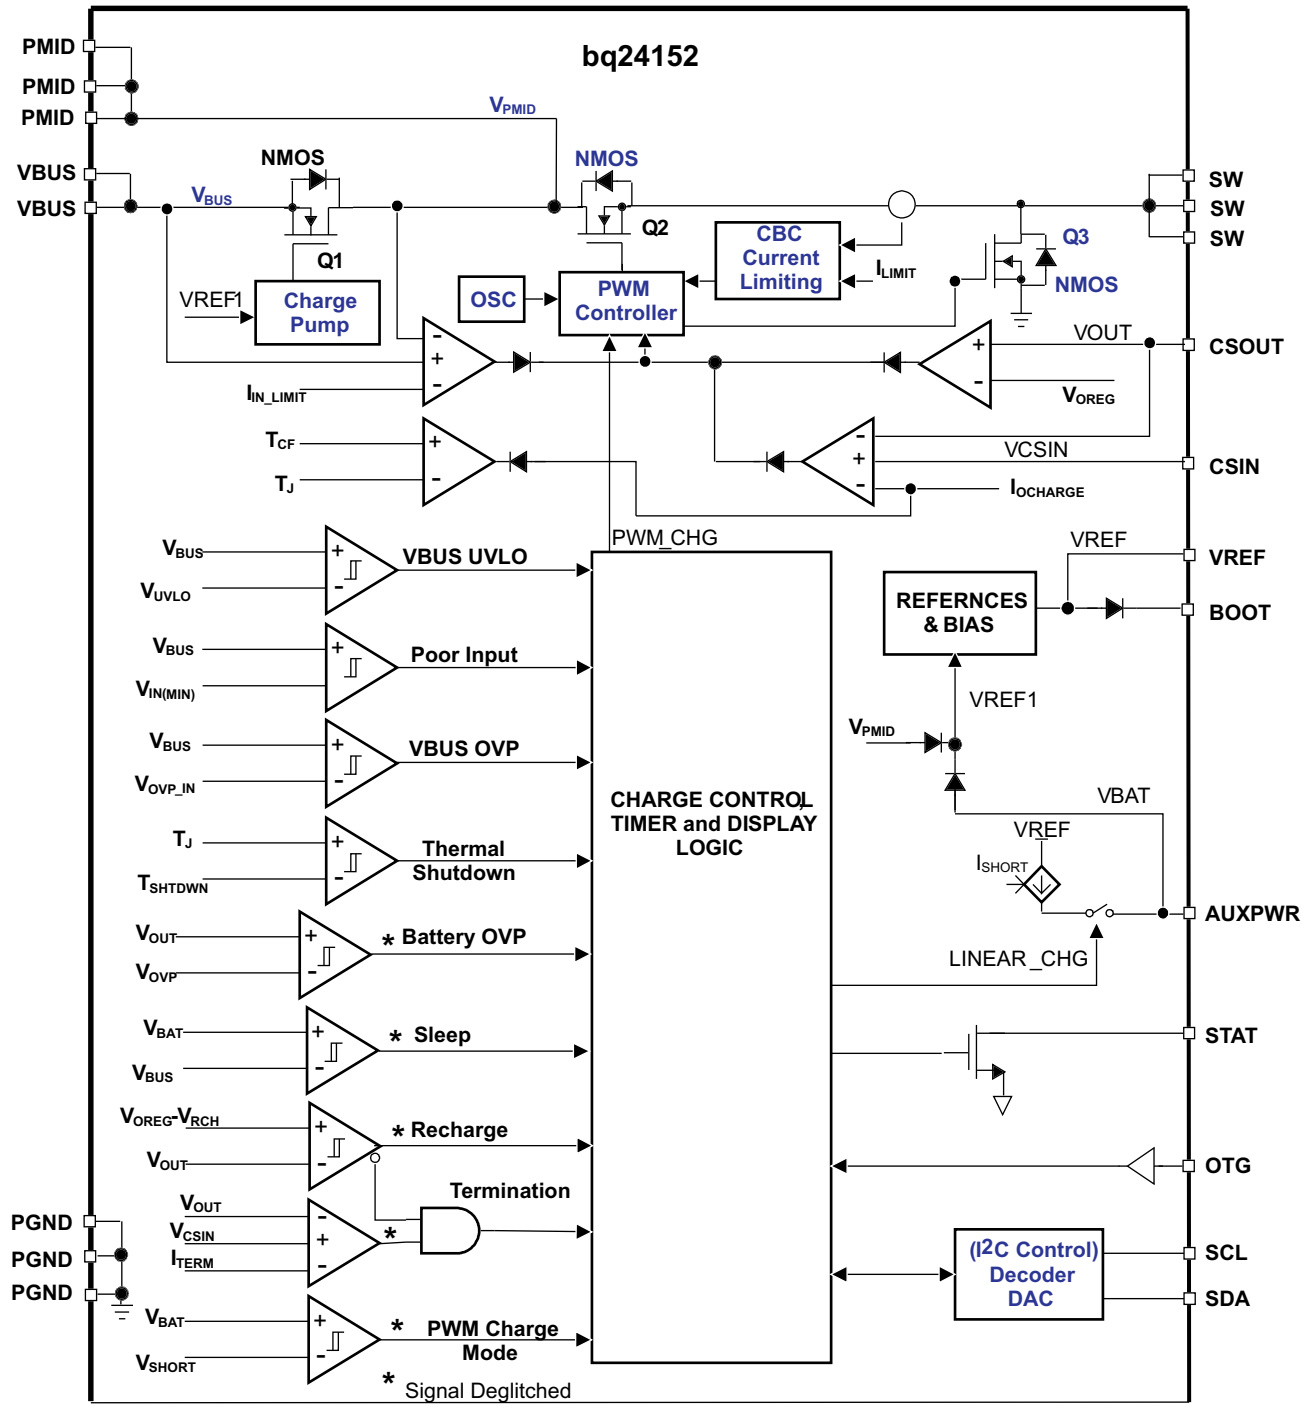 bq24152
PMID
PMID
PMID
VBUS
VBUS
VPMID
VBUS
NMOS
Q1
NMOS
Q2
SW
SW
SW
CBC
Current
Limiting
ILIMIT
Q3
NMOS
VREF1
Charge
Pump
OSC
PWM
Controller
-
+
-
IIN_LIMIT
+
-
VOUT
VOREG
CSOUT
TCF
TJ
+
-
-
+
-
VCSIN
IOCHARGE
CSIN
PWM_CHG
VBUS
VUVLO
+
-
VBUS UVLO
VREF
VREF
REFERNCES
& BIAS
BOOT
VBUS
VIN(MIN)
+
-
Poor Input
VREF1
VPMID
VBUS
VOVP_IN
+
-
VBUS OVP
CHARGE CONTROL,
TIMER and DISPLAY
LOGIC
VBAT
VREF
ISHORT
TJ
TSHTDWN
+
-
Thermal
Shutdown
AUXPWR
LINEAR_CHG
VOUT
VOVP
+
-
* Battery OVP
VBAT
VBUS
+
-
* Sleep
STAT
VOREG-VRCH
VOUT
+
-
* Recharge
OTG
Termination
VOUT
VCSIN
ITERM
-
+
-
*
PGND
PGND
PGND
(I2C Control)
Decoder
DAC
SCL
SDA
VBAT
VSHORT
+
-
* PWM Charge
Mode
* Signal Deglitched